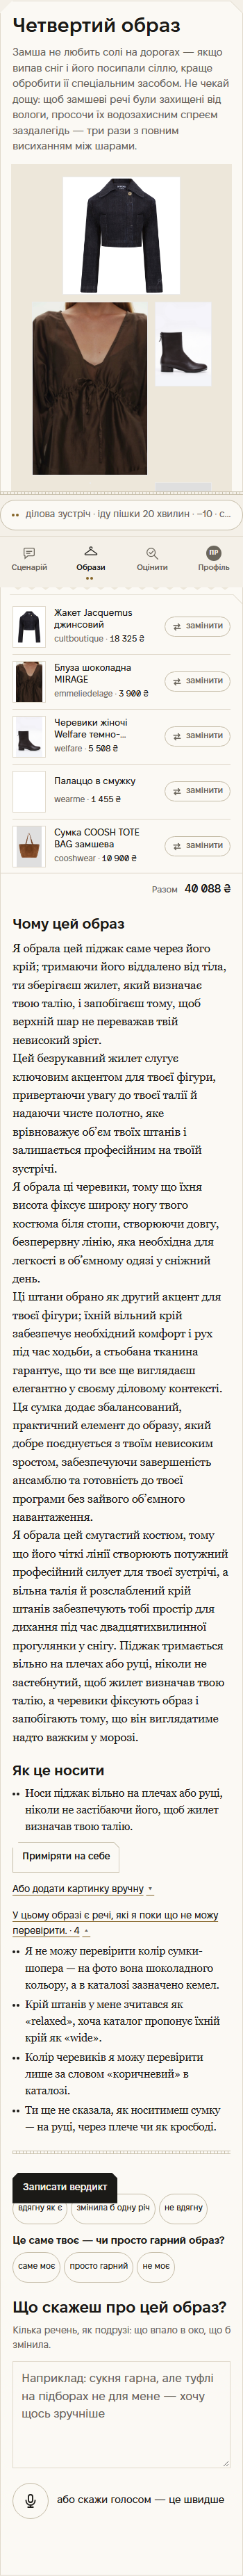 Четвертий образ
Замша не любить солі на дорогах — якщо
випав сніг і його посипали сіллю, краще
обробити її спеціальним засобом. Не чекай
дощу: щоб замшеві речі були захищені від
вологи, просочи їх водозахисним спреєм
заздалегідь — три рази з повним
висиханням між шарами.
ділова зустріч · іду пішки 20 хвилин · −10 · с...
Сценарій
Образи
Оцінити
ПР
Профіль
Жакет Jacquemus
джинсовий
cultboutique · 18 325 ₴
замінити
Блуза шоколадна
MIRAGE
emmeliedelage · 3 900 ₴
замінити
Черевики жіночі
Welfare темно-...
welfare · 5 508 ₴
замінити
Палаццо в смужку
wearme · 1 455 ₴
замінити
Сумка COOSH TOTE
BAG замшева
cooshwear · 10 900 ₴
замінити
Разом 40 088 ₴
Чому цей образ
Я обрала цей піджак саме через його
крій; тримаючи його віддалено від тіла,
ти зберігаєш жилет, який визначає
твою талію, і запобігаєш тому, щоб
верхній шар не переважав твій
невисокий зріст.
Цей безрукавний жилет слугує
ключовим акцентом для твоєї фігури,
привертаючи увагу до твоєї талії й
надаючи чисте полотно, яке
врівноважує об’єм твоїх штанів і
залишається професійним на твоїй
зустрічі.
Я обрала ці черевики, тому що їхня
висота фіксує широку ногу твого
костюма біля стопи, створюючи довгу,
безперервну лінію, яка необхідна для
легкості в об’ємному одязі у сніжний
день.
Ці штани обрано як другий акцент для
твоєї фігури; їхній вільний крій
забезпечує необхідний комфорт і рух
під час ходьби, а стьобана тканина
гарантує, що ти все ще виглядаєш
елегантно у своєму діловому контексті.
Ця сумка додає збалансований,
практичний елемент до образу, який
добре поєднується з твоїм невисоким
зростом, забезпечуючи завершеність
ансамблю та готовність до твоєї
програми без зайвого об’ємного
навантаження.
Я обрала цей смугастий костюм, тому
що його чіткі лінії створюють потужний
професійний силует для твоєї зустрічі, а
вільна талія й розслаблений крій
штанів забезпечують тобі простір для
дихання під час двадцятихвилинної
прогулянки у снігу. Піджак тримається
вільно на плечах або руці, ніколи не
застебнутий, щоб жилет визначав твою
талію, а черевики фіксують образ і
запобігають тому, що він виглядатиме
надто важким у морозі.
Як це носити
Носи піджак вільно на плечах або руці,
ніколи не застібаючи його, щоб жилет
визначав твою талію.
Приміряти на себе
Або додати картинку вручну
У цьому образі є речі, які я поки що не можу
перевірити. · 4
Я не можу перевірити колір сумки-
шопера — на фото вона шоколадного
кольору, а в каталозі зазначено кемел.
Крій штанів у мене зчитався як
«relaxed», хоча каталог пропонує їхній
крій як «wide».
Колір черевиків я можу перевірити
лише за словом «коричневий» в
каталозі.
Ти ще не сказала, як носитимеш сумку
— на руці, через плече чи як кросбоді.
Записати вердикт
вдягну як є
змінила б одну річ
не вдягну
Це саме твоє — чи просто гарний образ?
саме моє
просто гарний
не моє
Що скажеш про цей образ?
Кілька речень, як подрузі: що впало в око, що б
змінила.
Наприклад: сукня гарна, але туфлі
на підборах не для мене — хочу
щось зручніше
або скажи голосом — це швидше